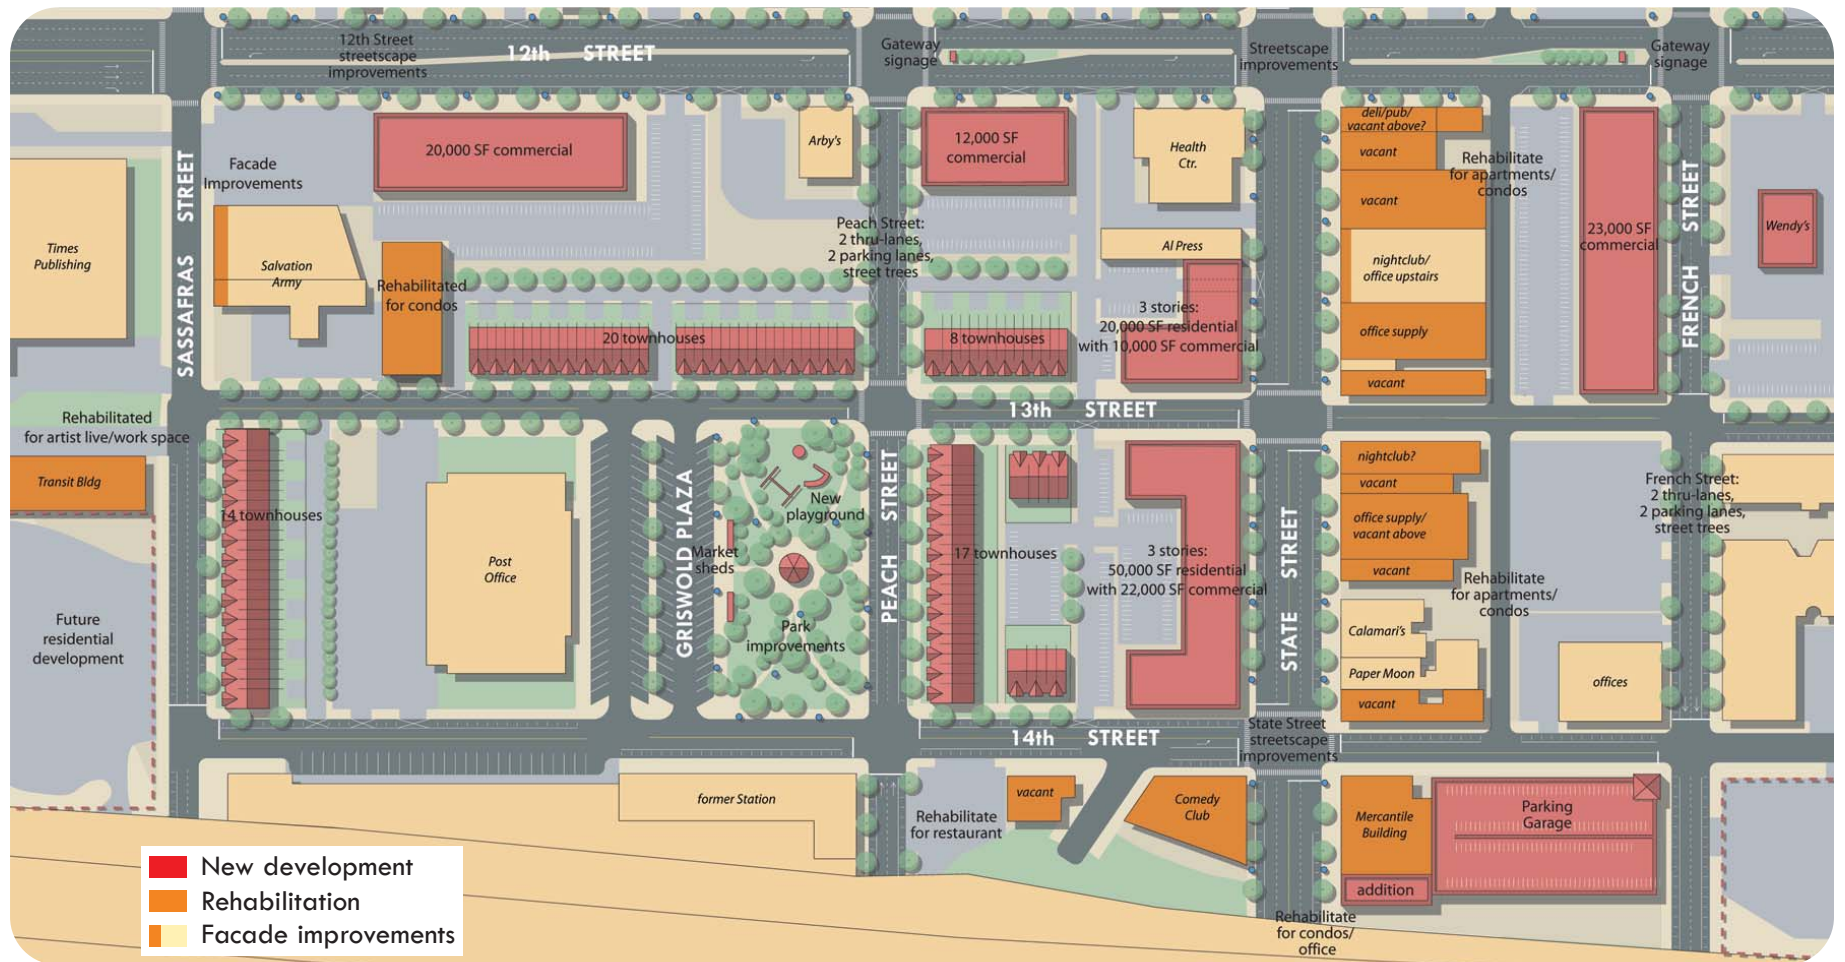 12th Street
streetscape
improvements
12th STREET
Gateway
signage
Streetscape
improvements
Gateway
signage
SASSAFRAS STREET
Facade
Improvements
20,000 SF commercial
Arby's
12,000 SF
commercial
Health
Ctr.
deli/pub/
vacant above?
vacant
Rehabilitate
for apartments/
condos
vacant
23,000 SF
commercial
FRENCH STREET
Wendy's
Times
Publishing
Salvation
Army
Rehabilitated
for condos
Peach Street:
2 thru-lanes,
2 parking lanes,
street trees
Al Press
nightclub/
office upstairs
20 townhouses
8 townhouses
3 stories:
20,000 SF residential
with 10,000 SF commercial
office supply
vacant
13th STREET
Rehabilitated
for artist live/work space
Transit Bldg
14 townhouses
Post
Office
GRISWOLD PLAZA
New
playground
Market
sheds
Park
improvements
PEACH STREET
17 townhouses
3 stories:
50,000 SF residential
with 22,000 SF commercial
STATE STREET
nightclub?
vacant
office supply/
vacant above
vacant
Rehabilitate
for apartments/
condos
French Street:
2 thru-lanes,
2 parking lanes,
street trees
Calamari's
Paper Moon
vacant
offices
Future
residential
development
14th STREET
State Street
streetscape
improvements
former Station
Rehabilitate
for restaurant
vacant
Comedy
Club
Mercantile
Building
Parking
Garage
addition
Rehabilitate
for condos/
office
New development
Rehabilitation
Facade improvements